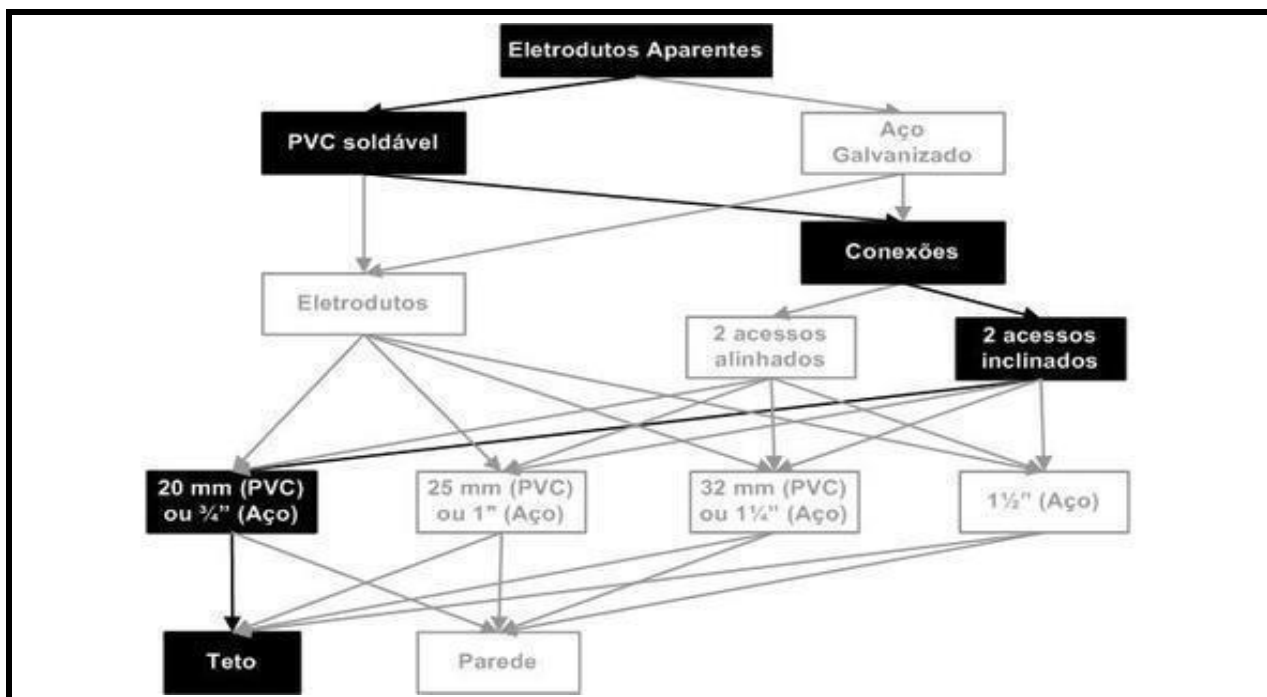 Eletrodutos Aparentes
PVC soldável
Aço
Galvanizado
Conexões
Eletrodutos
2 acessos
alinhados
2 acessos
inclinados
20 mm (PVC)
ou ¾” (Aço)
25 mm (PVC)
ou 1” (Aço)
32 mm (PVC)
ou 1¼” (Aço)
1½” (Aço)
Teto
Parede